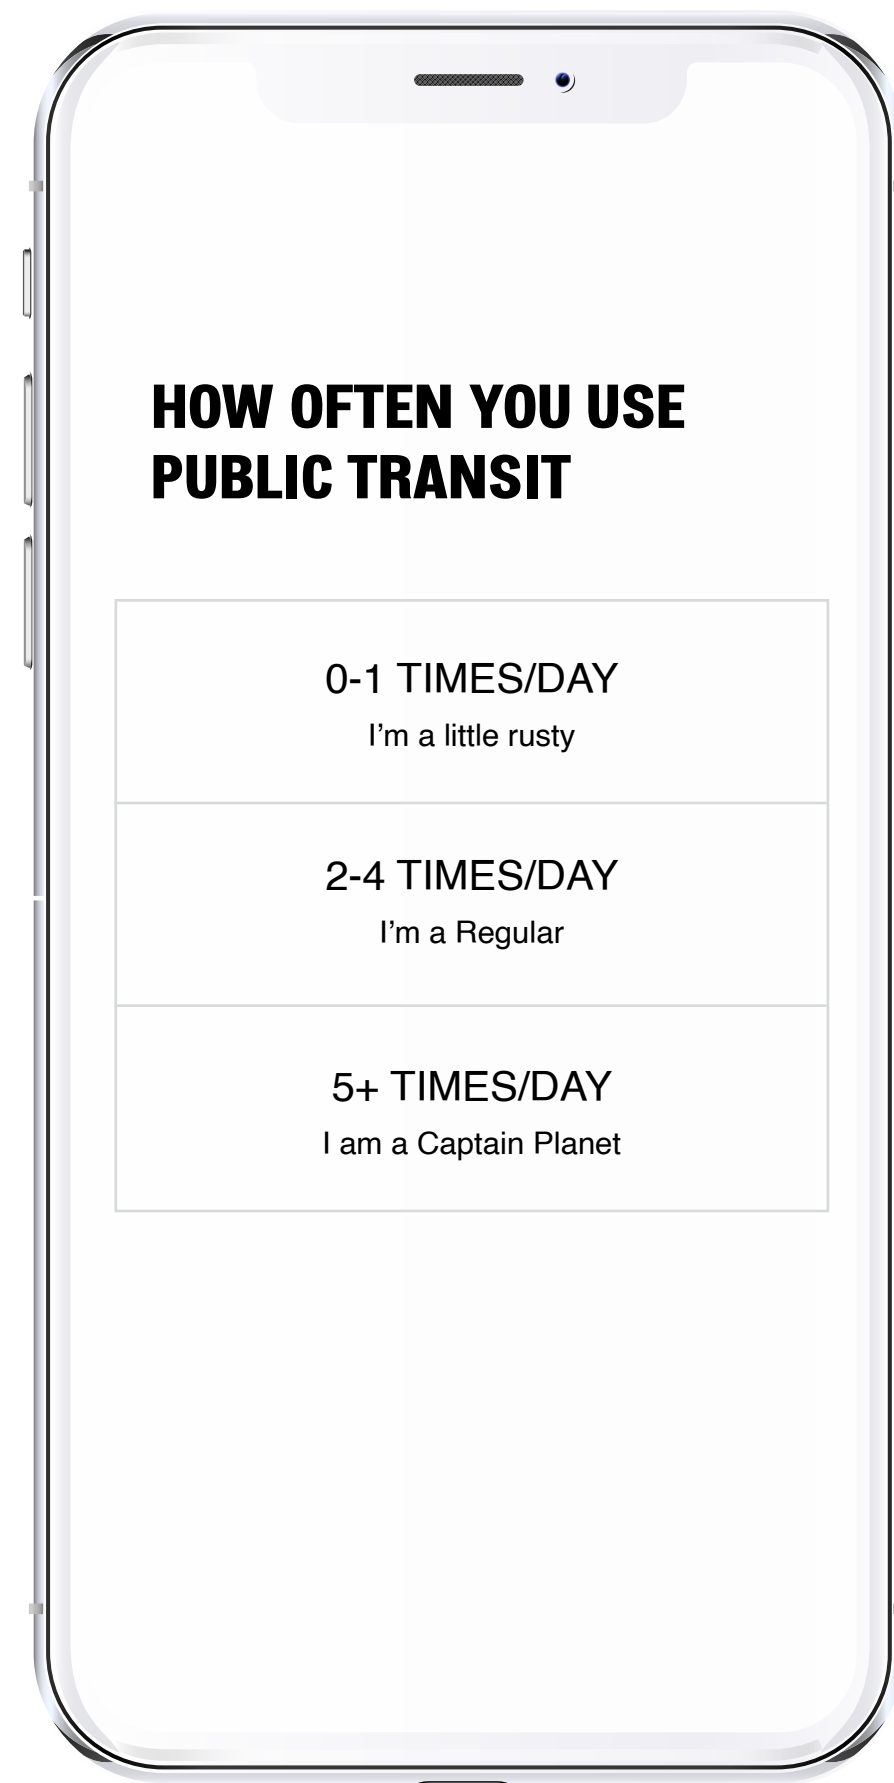 HOW OFTEN YOU USE
PUBLIC TRANSIT
0-1 TIMES/DAY
I’m a little rusty
2-4 TIMES/DAY
I’m a Regular
5+ TIMES/DAY
I am a Captain Planet